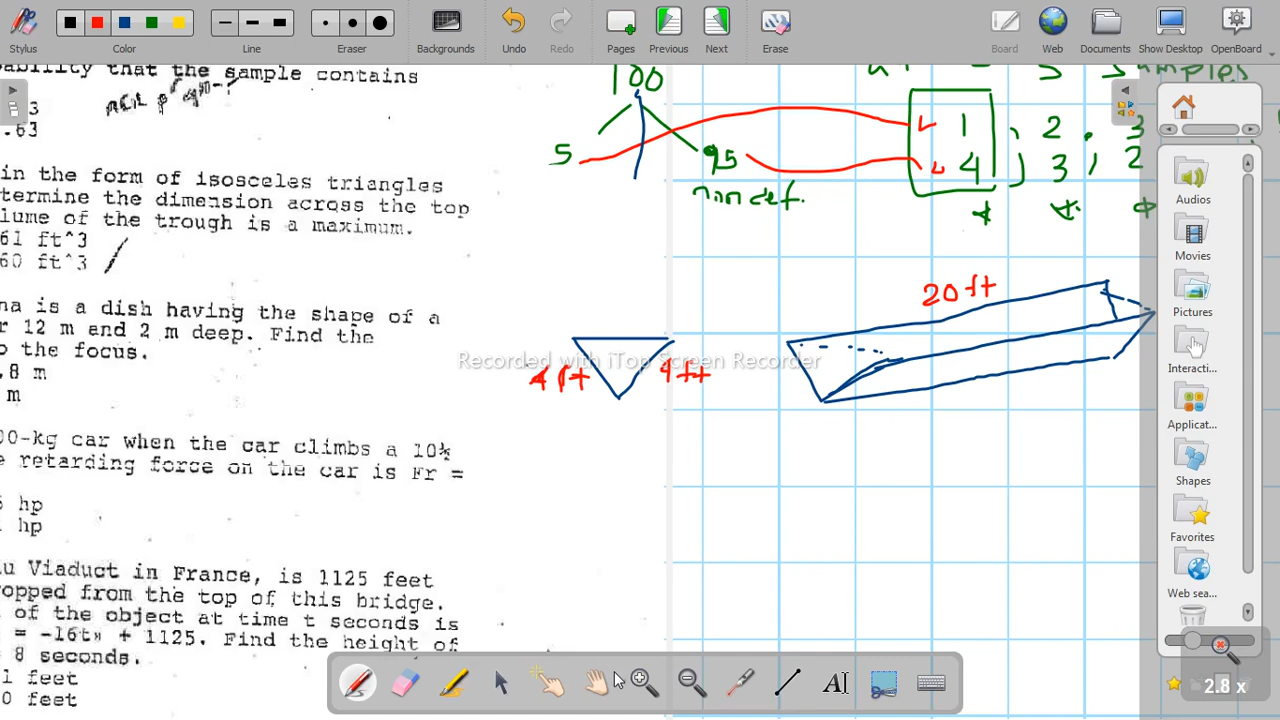 Stylus Color Line Eraser Backgrounds Undo Redo Pages Previous Next Erase Board Web Documents Show Desktop OpenBoard
ability that the sample contains
3
.63
in the form of isosceles triangles
termine the dimension across the top
lume of the trough is a maximum.
61 ft^3
60 ft^3
na is a dish having the shape of a
r 12 m and 2 m deep. Find the
o the focus.
.8 m
m
00-kg car when the car climbs a 10%
e retarding force on the car is Fr =
hp
hp
u Viaduct in France, is 1125 feet
opped from the top of this bridge.
of the object at time t seconds is
= -16t» + 1125. Find the height of
8 seconds.
1 feet
0 feet
100
5
95
non def.
1, 2, 3
4, 3, 2
samples
20 ft
4 ft
4 ft
Recorded with iTop Screen Recorder
Audios
Movies
Pictures
Interacti...
Applicat...
Shapes
Favorites
Web sea...
2.8 x